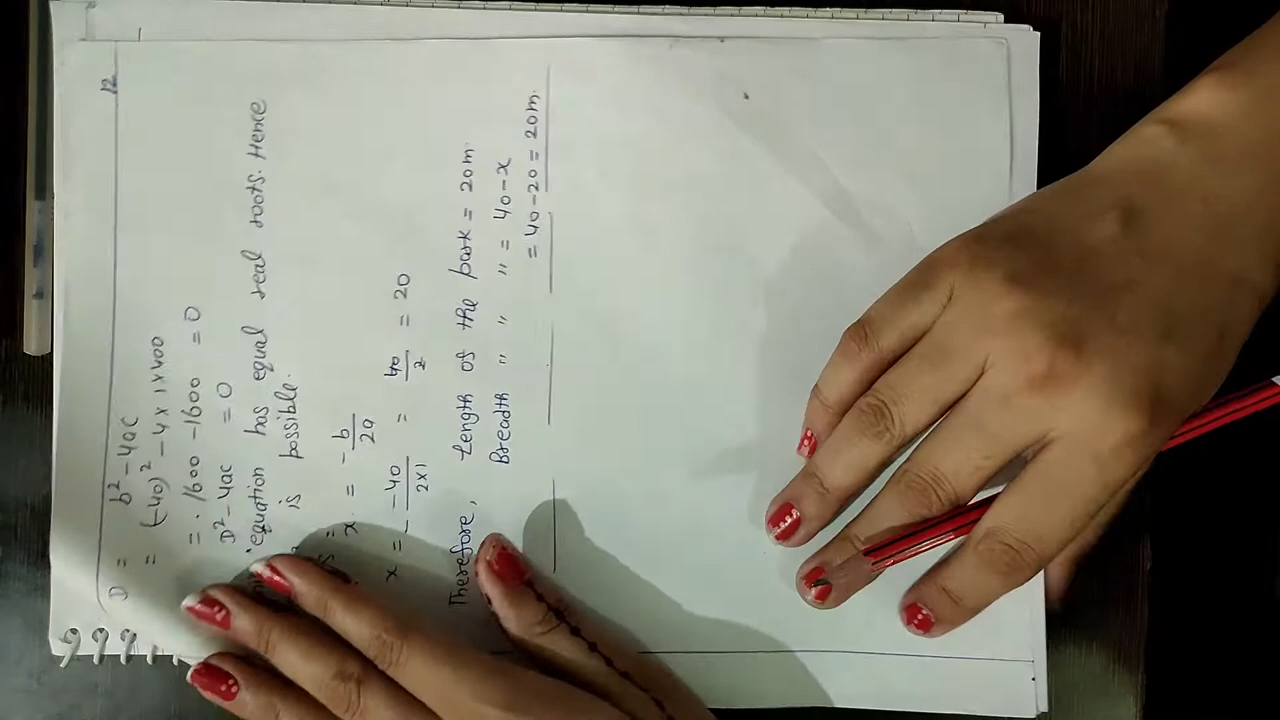 12
D = b² - 4ac
= (-40)² - 4 × 1 × 400
= 1600 - 1600 = 0
D² - 4ac = 0
equation has equal real roots. Hence
is possible.
x = - b/2a
x = - -40/2×1 = 40/2 = 20
Therefore, Length of the park = 20m.
Breadth " " " = 40 - x
= 40 - 20 = 20m.